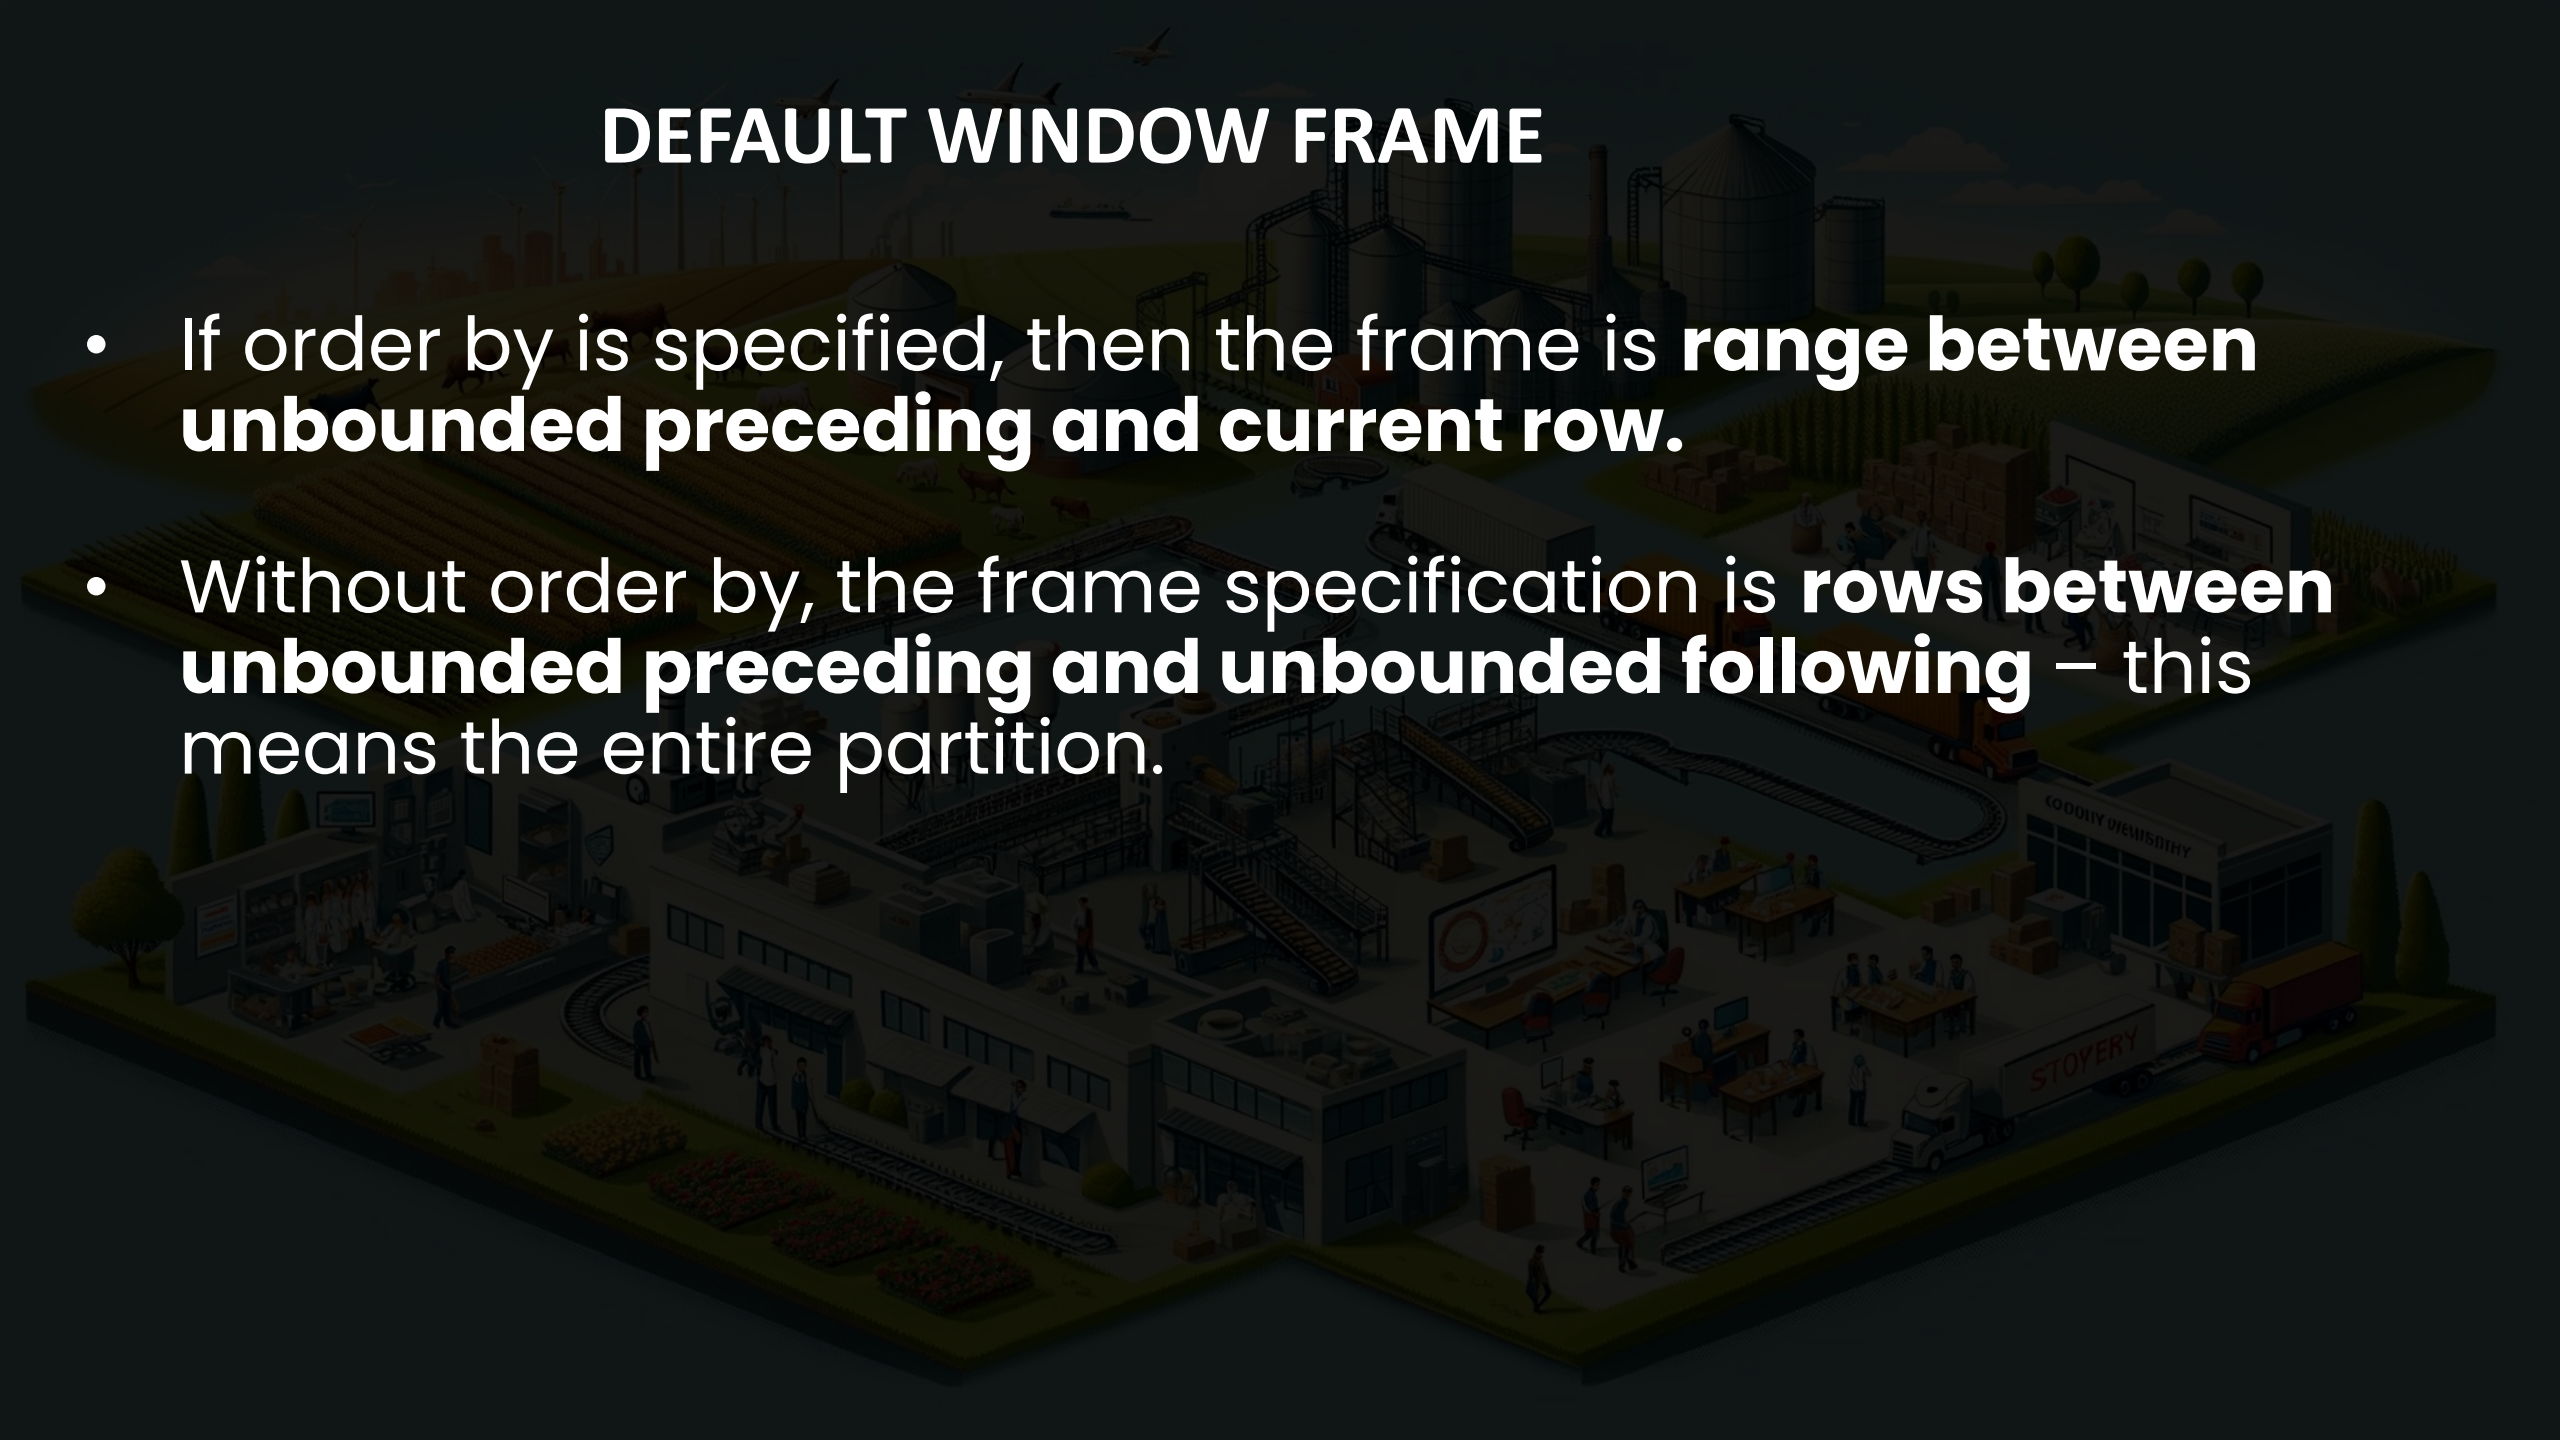 DEFAULT WINDOW FRAME
• If order by is specified, then the frame is range between
unbounded preceding and current row.
• Without order by, the frame specification is rows between
unbounded preceding and unbounded following – this
means the entire partition.
STOYERY